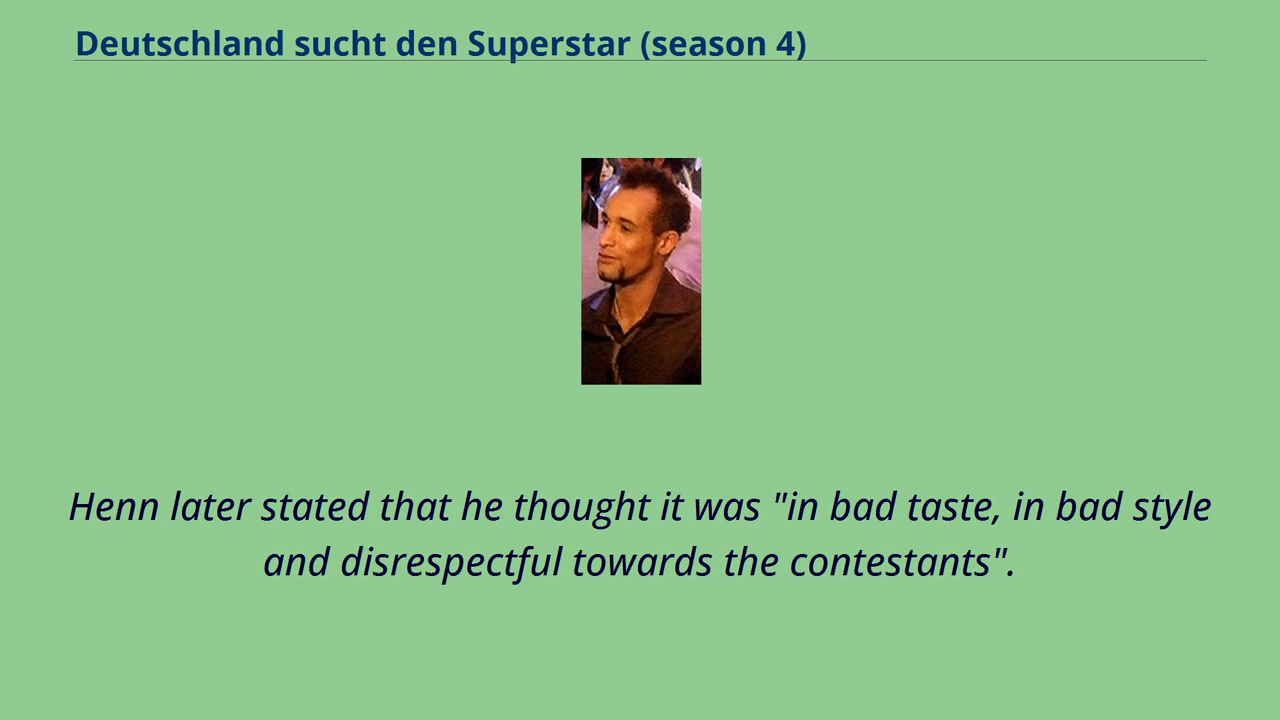 Deutschland sucht den Superstar (season 4)
Henn later stated that he thought it was "in bad taste, in bad style
and disrespectful towards the contestants".